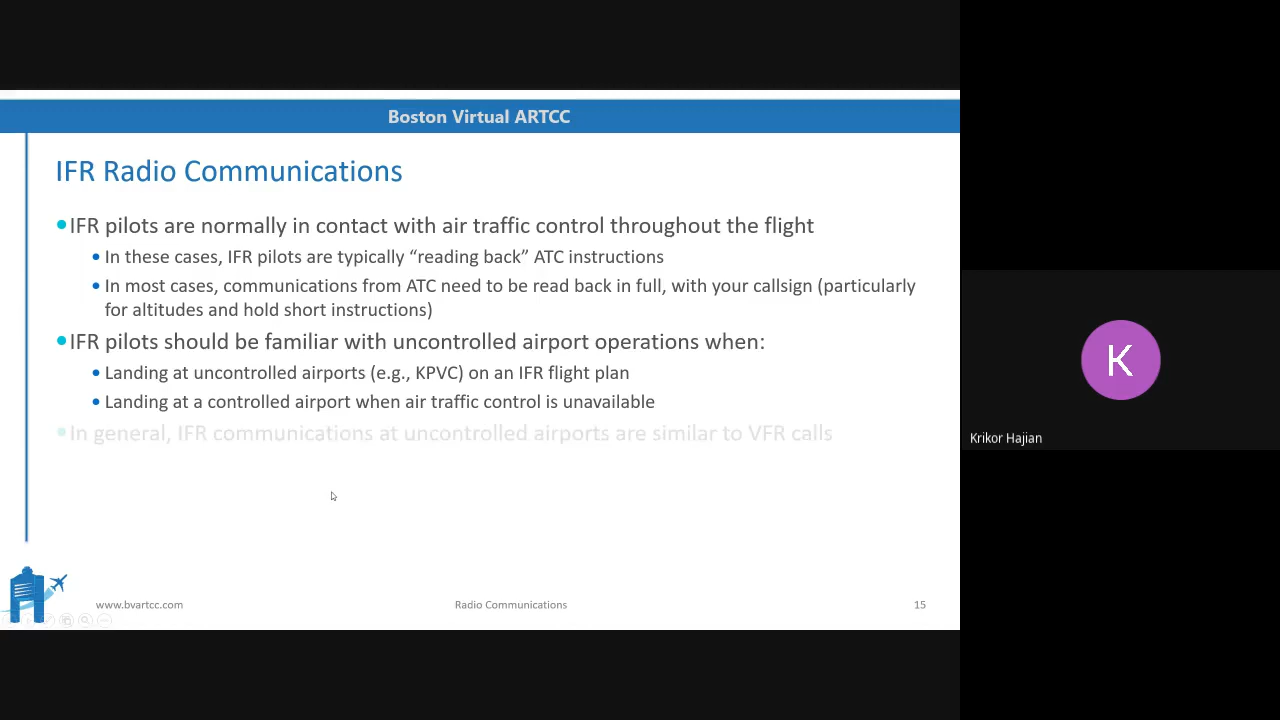 Boston Virtual ARTCC
IFR Radio Communications
•IFR pilots are normally in contact with air traffic control throughout the flight
• In these cases, IFR pilots are typically “reading back” ATC instructions
• In most cases, communications from ATC need to be read back in full, with your callsign (particularly
for altitudes and hold short instructions)
•IFR pilots should be familiar with uncontrolled airport operations when:
• Landing at uncontrolled airports (e.g., KPVC) on an IFR flight plan
• Landing at a controlled airport when air traffic control is unavailable
•In general, IFR communications at uncontrolled airports are similar to VFR calls
www.bvartcc.com
Radio Communications
15
K
Krikor Hajian